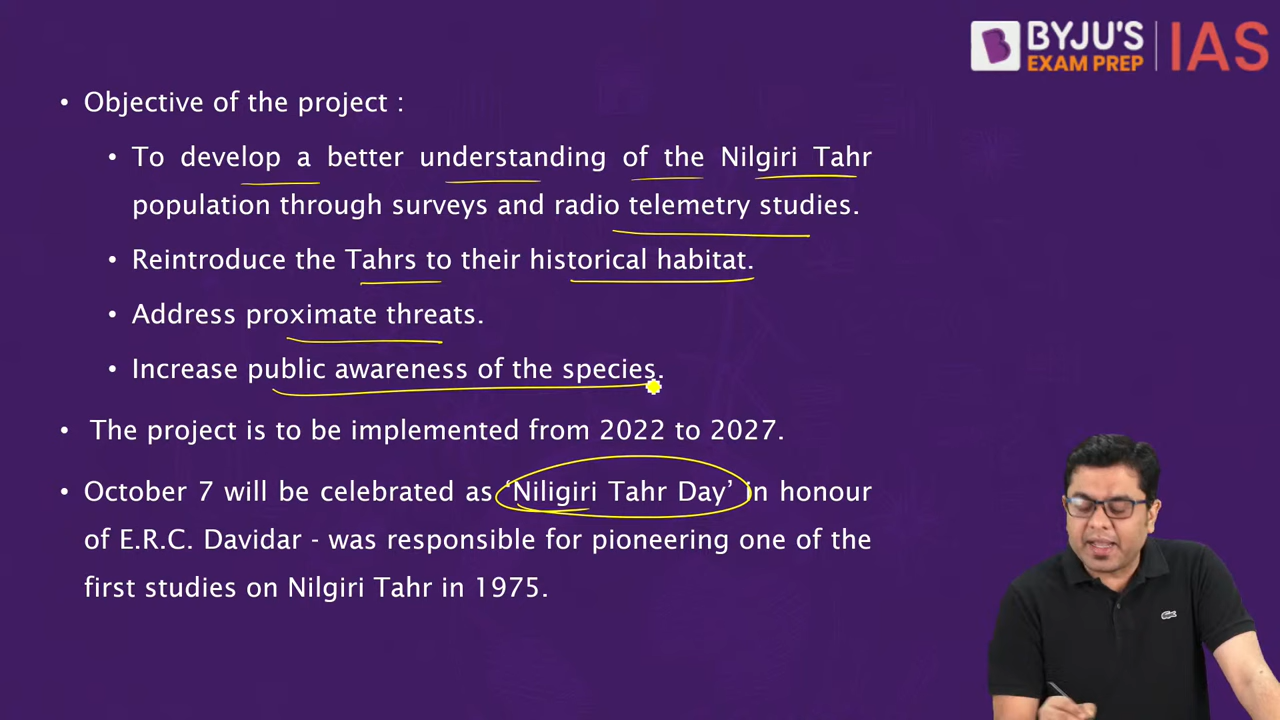 BYJU'S
EXAM PREP
IAS
• Objective of the project :
• To develop a better understanding of the Nilgiri Tahr
population through surveys and radio telemetry studies.
• Reintroduce the Tahrs to their historical habitat.
• Address proximate threats.
• Increase public awareness of the species.
• The project is to be implemented from 2022 to 2027.
• October 7 will be celebrated as ‘Niligiri Tahr Day’ in honour
of E.R.C. Davidar - was responsible for pioneering one of the
first studies on Nilgiri Tahr in 1975.